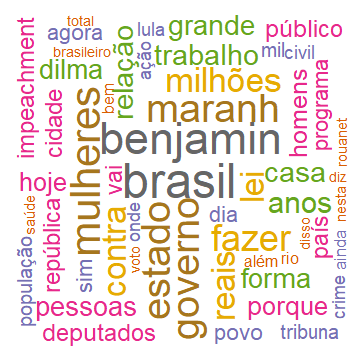 total
lula
grande
público
impeachment
agora
brasileiro
ação
relação
trabalho
mil
civil
dilma
bem
milhões
cidade
mulheres
maranh
homens
programa
rouanet
benjamin
hoje
vai
brasil
lei
casa
diz
contra
anos
nesta
saúde
república
sim
voto
onde
estado
governo
dia
fazer
país
disso
ainda
população
reais
além
rio
forma
crime
pessoas
porque
deputados
povo
tribuna